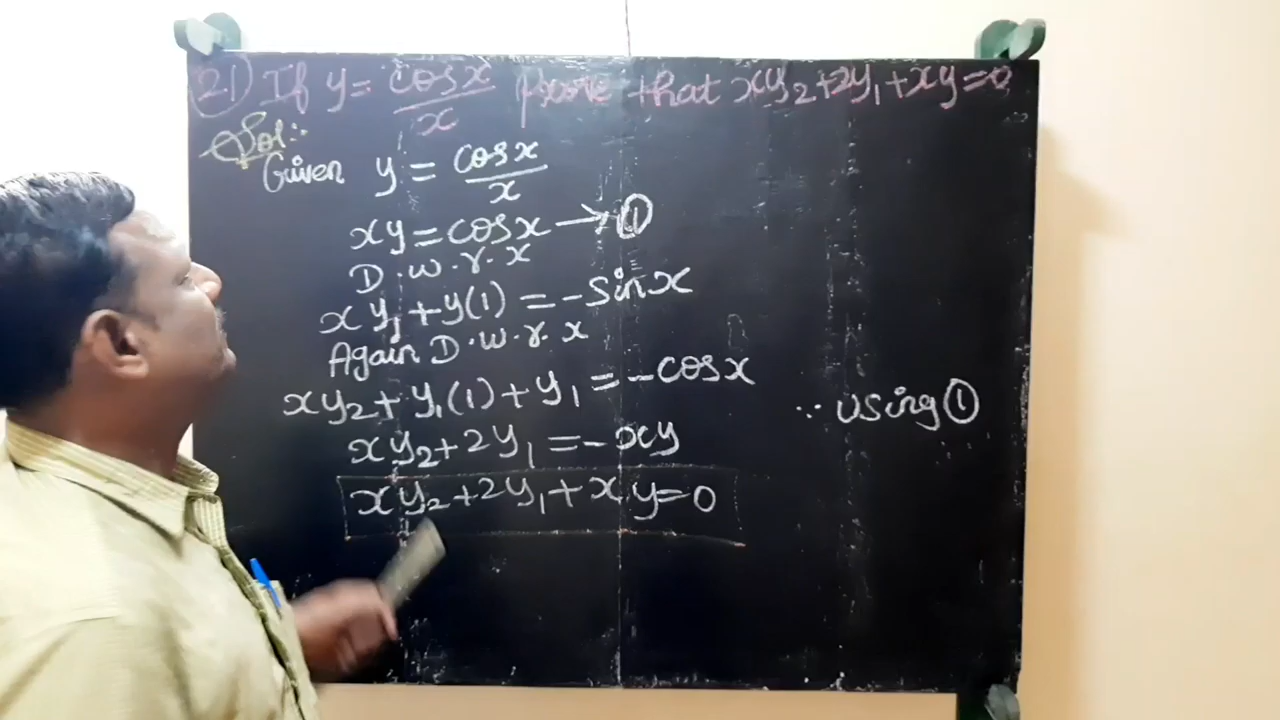 21) If y = cosx/x prove that xy₂+2y₁+xy=0
Sol:-
Given y = cosx/x
xy = cosx → ①
D.w.r.x
xy₁+y(1) = -sinx
Again D.w.r.x
xy₂+y₁(1)+y₁ = -cosx
xy₂+2y₁ = -xy ∵ using ①
xy₂+2y₁+xy=0